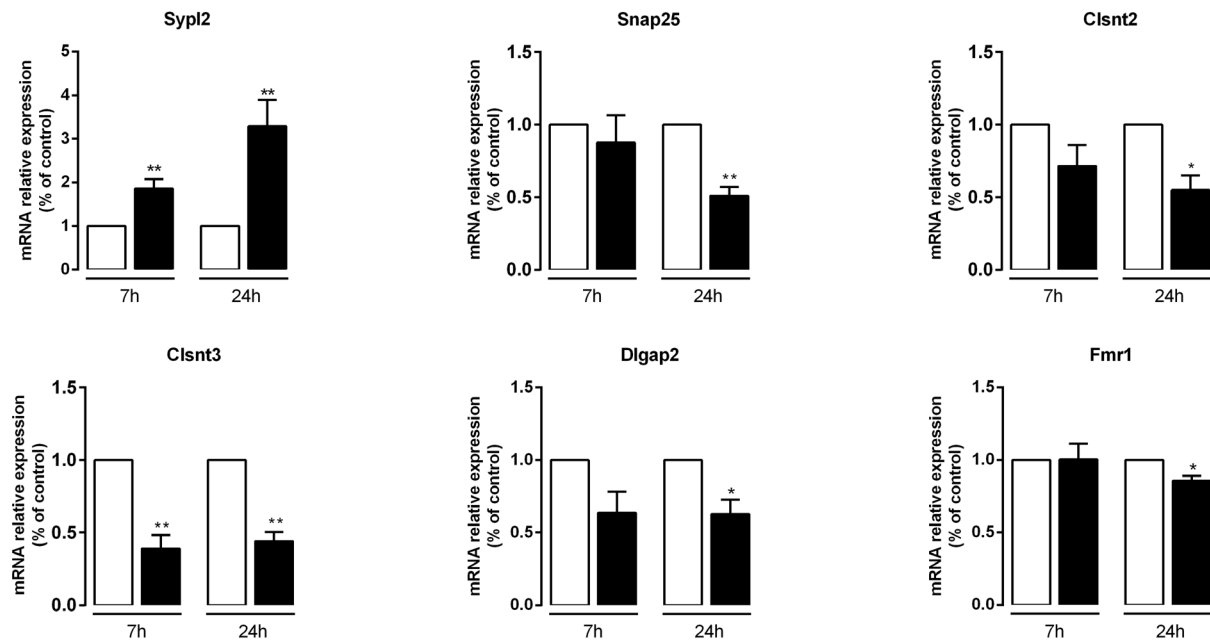 Sypl2
mRNA relative expression
(% of control)
5
4
3
2
1
0
**
**
7h
24h
Snap25
mRNA relative expression
(% of control)
1.5
1.0
0.5
0.0
**
7h
24h
Clsnt2
mRNA relative expression
(% of control)
1.5
1.0
0.5
0.0
*
7h
24h
Clsnt3
mRNA relative expression
(% of control)
1.5
1.0
0.5
0.0
**
**
7h
24h
Dlgap2
mRNA relative expression
(% of control)
1.5
1.0
0.5
0.0
*
7h
24h
Fmr1
mRNA relative expression
(% of control)
1.5
1.0
0.5
0.0
*
7h
24h